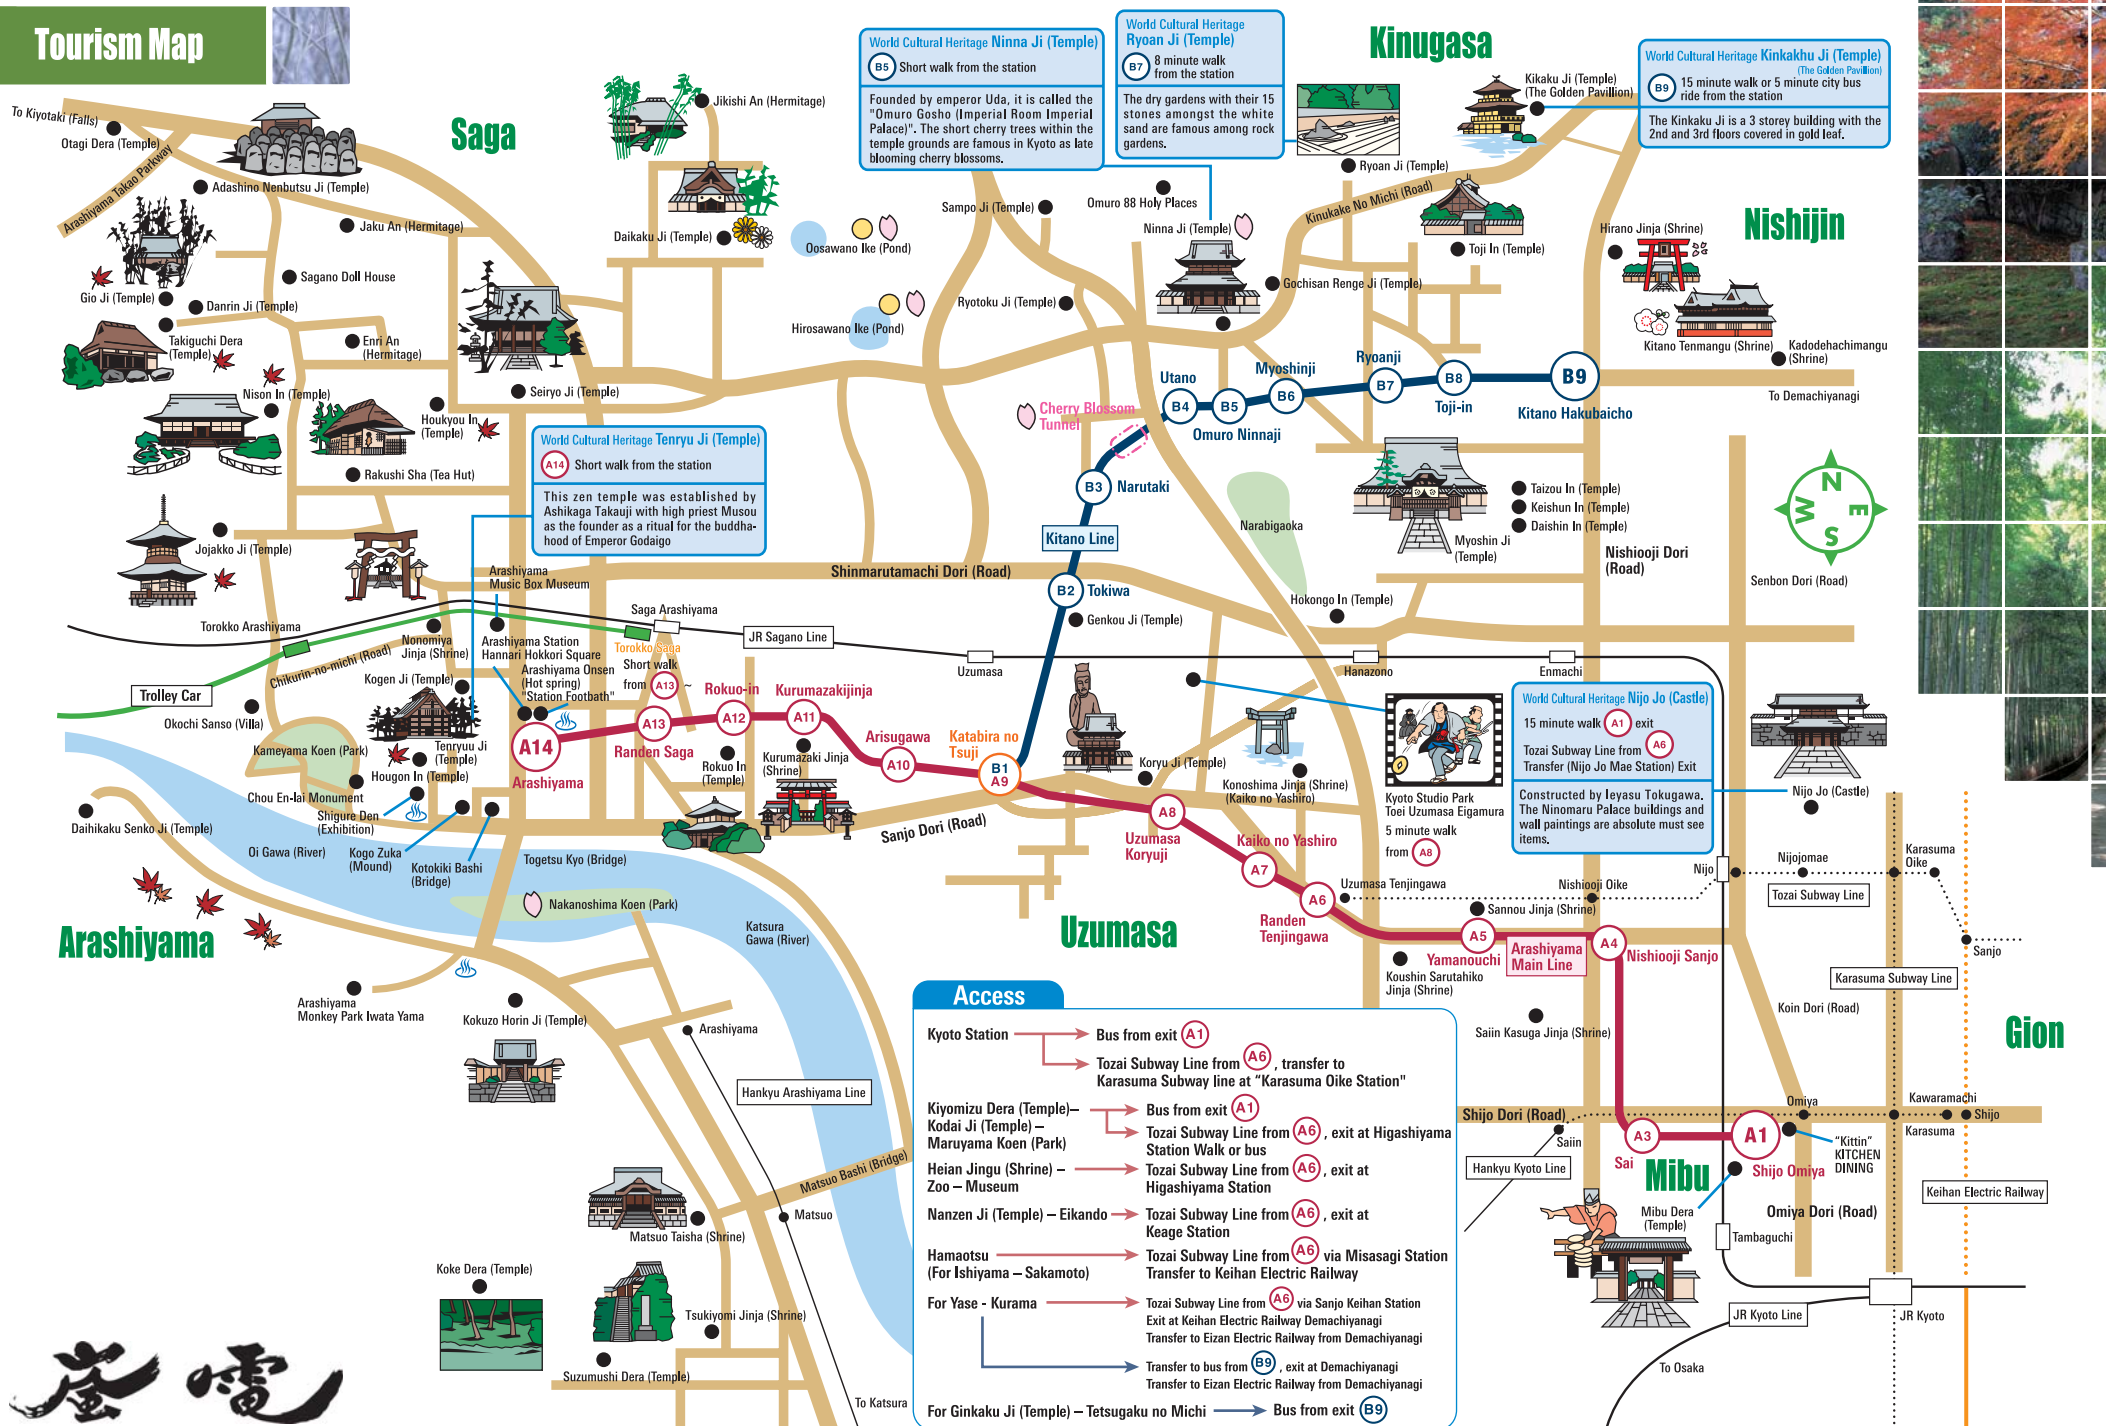 Tourism Map
Saga
Kinugasa
Nishijin
Arashiyama
Uzumasa
Mibu
Gion
World Cultural Heritage Ninna Ji (Temple)
B5 Short walk from the station
Founded by emperor Uda, it is called the
"Omuro Gosho (Imperial Room Imperial
Palace)". The short cherry trees within the
temple grounds are famous in Kyoto as late
blooming cherry blossoms.
World Cultural Heritage
Ryoan Ji (Temple)
B7 8 minute walk
from the station
The dry gardens with their 15
stones amongst the white
sand are famous among rock
gardens.
World Cultural Heritage Kinkakhu Ji (Temple)
(The Golden Pavillion)
B9 15 minute walk or 5 minute city bus
ride from the station
The Kinkaku Ji is a 3 storey building with the
2nd and 3rd floors covered in gold leaf.
To Kiyotaki (Falls)
Otagi Dera (Temple)
Arashiyama Takao Parkway
Adashino Nenbutsu Ji (Temple)
Jaku An (Hermitage)
Sagano Doll House
Gio Ji (Temple)
Danrin Ji (Temple)
Takiguchi Dera
(Temple)
Enri An
(Hermitage)
Nison In (Temple)
Houkyou In
(Temple)
Rakushi Sha (Tea Hut)
Jojakko Ji (Temple)
Seiryo Ji (Temple)
Jikishi An (Hermitage)
Daikaku Ji (Temple)
Oosawano Ike (Pond)
Hirosawano Ike (Pond)
Sampo Ji (Temple)
Ryotoku Ji (Temple)
Omuro 88 Holy Places
Ninna Ji (Temple)
Gochisan Renge Ji (Temple)
Kinukake No Michi (Road)
Ryoan Ji (Temple)
Toji In (Temple)
Kikaku Ji (Temple)
(The Golden Pavillion)
Hirano Jinja (Shrine)
Kitano Tenmangu (Shrine)
Kadodehachimangu
(Shrine)
To Demachiyanagi
World Cultural Heritage Tenryu Ji (Temple)
A14 Short walk from the station
This zen temple was established by
Ashikaga Takauji with high priest Musou
as the founder as a ritual for the buddha-
hood of Emperor Godaigo
Cherry Blossom
Tunnel
Utano
B4
B5
Omuro Ninnaji
Myoshinji
B6
Ryoanji
B7
B8
Toji-in
B9
Kitano Hakubaicho
B3 Narutaki
Kitano Line
B2 Tokiwa
Genkou Ji (Temple)
Narabigaoka
Myoshin Ji
(Temple)
Taizou In (Temple)
Keishun In (Temple)
Daishin In (Temple)
Nishiooji Dori
(Road)
Senbon Dori (Road)
N
E
S
W
Shinmarutamachi Dori (Road)
Hokongo In (Temple)
Arashiyama
Music Box Museum
Saga Arashiyama
JR Sagano Line
Uzumasa
Hanazono
Enmachi
Torokko Arashiyama
Nonomiya
Jinja (Shrine)
Chikurin-no-michi (Road)
Arashiyama Station
Hannari Hokkori Square
Arashiyama Onsen
(Hot spring)
"Station Footbath"
Torokko Saga
Short walk
from A13 ~
Kogen Ji (Temple)
Trolley Car
Okochi Sanso (Villa)
Kameyama Koen (Park)
Tenryuu Ji
(Temple)
Hougon In (Temple)
Chou En-lai Monument
Shigure Den
(Exhibition)
Daihikaku Senko Ji (Temple)
Oi Gawa (River)
Kogo Zuka
(Mound)
Kotokiki Bashi
(Bridge)
Togetsu Kyo (Bridge)
Nakanoshima Koen (Park)
Katsura
Gawa (River)
A14
Arashiyama
A13
Randen Saga
Rokuo-in
A12
Kurumazakijinja
A11
Rokuo In
(Temple)
Kurumazaki Jinja
(Shrine)
Arisugawa
A10
Katabira no
Tsuji
B1
A9
Sanjo Dori (Road)
Koryu Ji (Temple)
A8
Uzumasa
Koryuji
Konoshima Jinja (Shrine)
(Kaiko no Yashiro)
Kaiko no Yashiro
A7
A6
Randen
Tenjingawa
Kyoto Studio Park
Toei Uzumasa Eigamura
5 minute walk
from A8
World Cultural Heritage Nijo Jo (Castle)
15 minute walk A1 exit
Tozai Subway Line from A6
Transfer (Nijo Jo Mae Station) Exit
Constructed by Ieyasu Tokugawa.
The Ninomaru Palace buildings and
wall paintings are absolute must see
items.
Nijo Jo (Castle)
Uzumasa Tenjingawa
Nishiooji Oike
Nijo
Nijojomae
Karasuma
Oike
Tozai Subway Line
Sanjo
Sannou Jinja (Shrine)
A5
Yamanouchi
Arashiyama
Main Line
A4
Nishiooji Sanjo
Koushin Sarutahiko
Jinja (Shrine)
Karasuma Subway Line
Saiin Kasuga Jinja (Shrine)
Koin Dori (Road)
Shijo Dori (Road)
Omiya
Kawaramachi
Shijo
Karasuma
Saiin
A3
Sai
A1
Shijo Omiya
"Kittin"
KITCHEN
DINING
Hankyu Kyoto Line
Mibu Dera
(Temple)
Omiya Dori (Road)
Keihan Electric Railway
Tambaguchi
JR Kyoto Line
JR Kyoto
To Osaka
Arashiyama
Monkey Park Iwata Yama
Kokuzo Horin Ji (Temple)
Arashiyama
Hankyu Arashiyama Line
Matsuo Bashi (Bridge)
Matsuo
Matsuo Taisha (Shrine)
Koke Dera (Temple)
Tsukiyomi Jinja (Shrine)
Suzumushi Dera (Temple)
To Katsura
Access
Kyoto Station
Bus from exit A1
Tozai Subway Line from A6 , transfer to
Karasuma Subway line at "Karasuma Oike Station"
Kiyomizu Dera (Temple)–
Kodai Ji (Temple) –
Maruyama Koen (Park)
Bus from exit A1
Tozai Subway Line from A6 , exit at Higashiyama
Station Walk or bus
Heian Jingu (Shrine) –
Zoo – Museum
Tozai Subway Line from A6 , exit at
Higashiyama Station
Nanzen Ji (Temple) – Eikando
Tozai Subway Line from A6 , exit at
Keage Station
Hamaotsu
(For Ishiyama – Sakamoto)
Tozai Subway Line from A6 via Misasagi Station
Transfer to Keihan Electric Railway
For Yase - Kurama
Tozai Subway Line from A6 via Sanjo Keihan Station
Exit at Keihan Electric Railway Demachiyanagi
Transfer to Eizan Electric Railway from Demachiyanagi
Transfer to bus from B9 , exit at Demachiyanagi
Transfer to Eizan Electric Railway from Demachiyanagi
For Ginkaku Ji (Temple) – Tetsugaku no Michi
Bus from exit B9